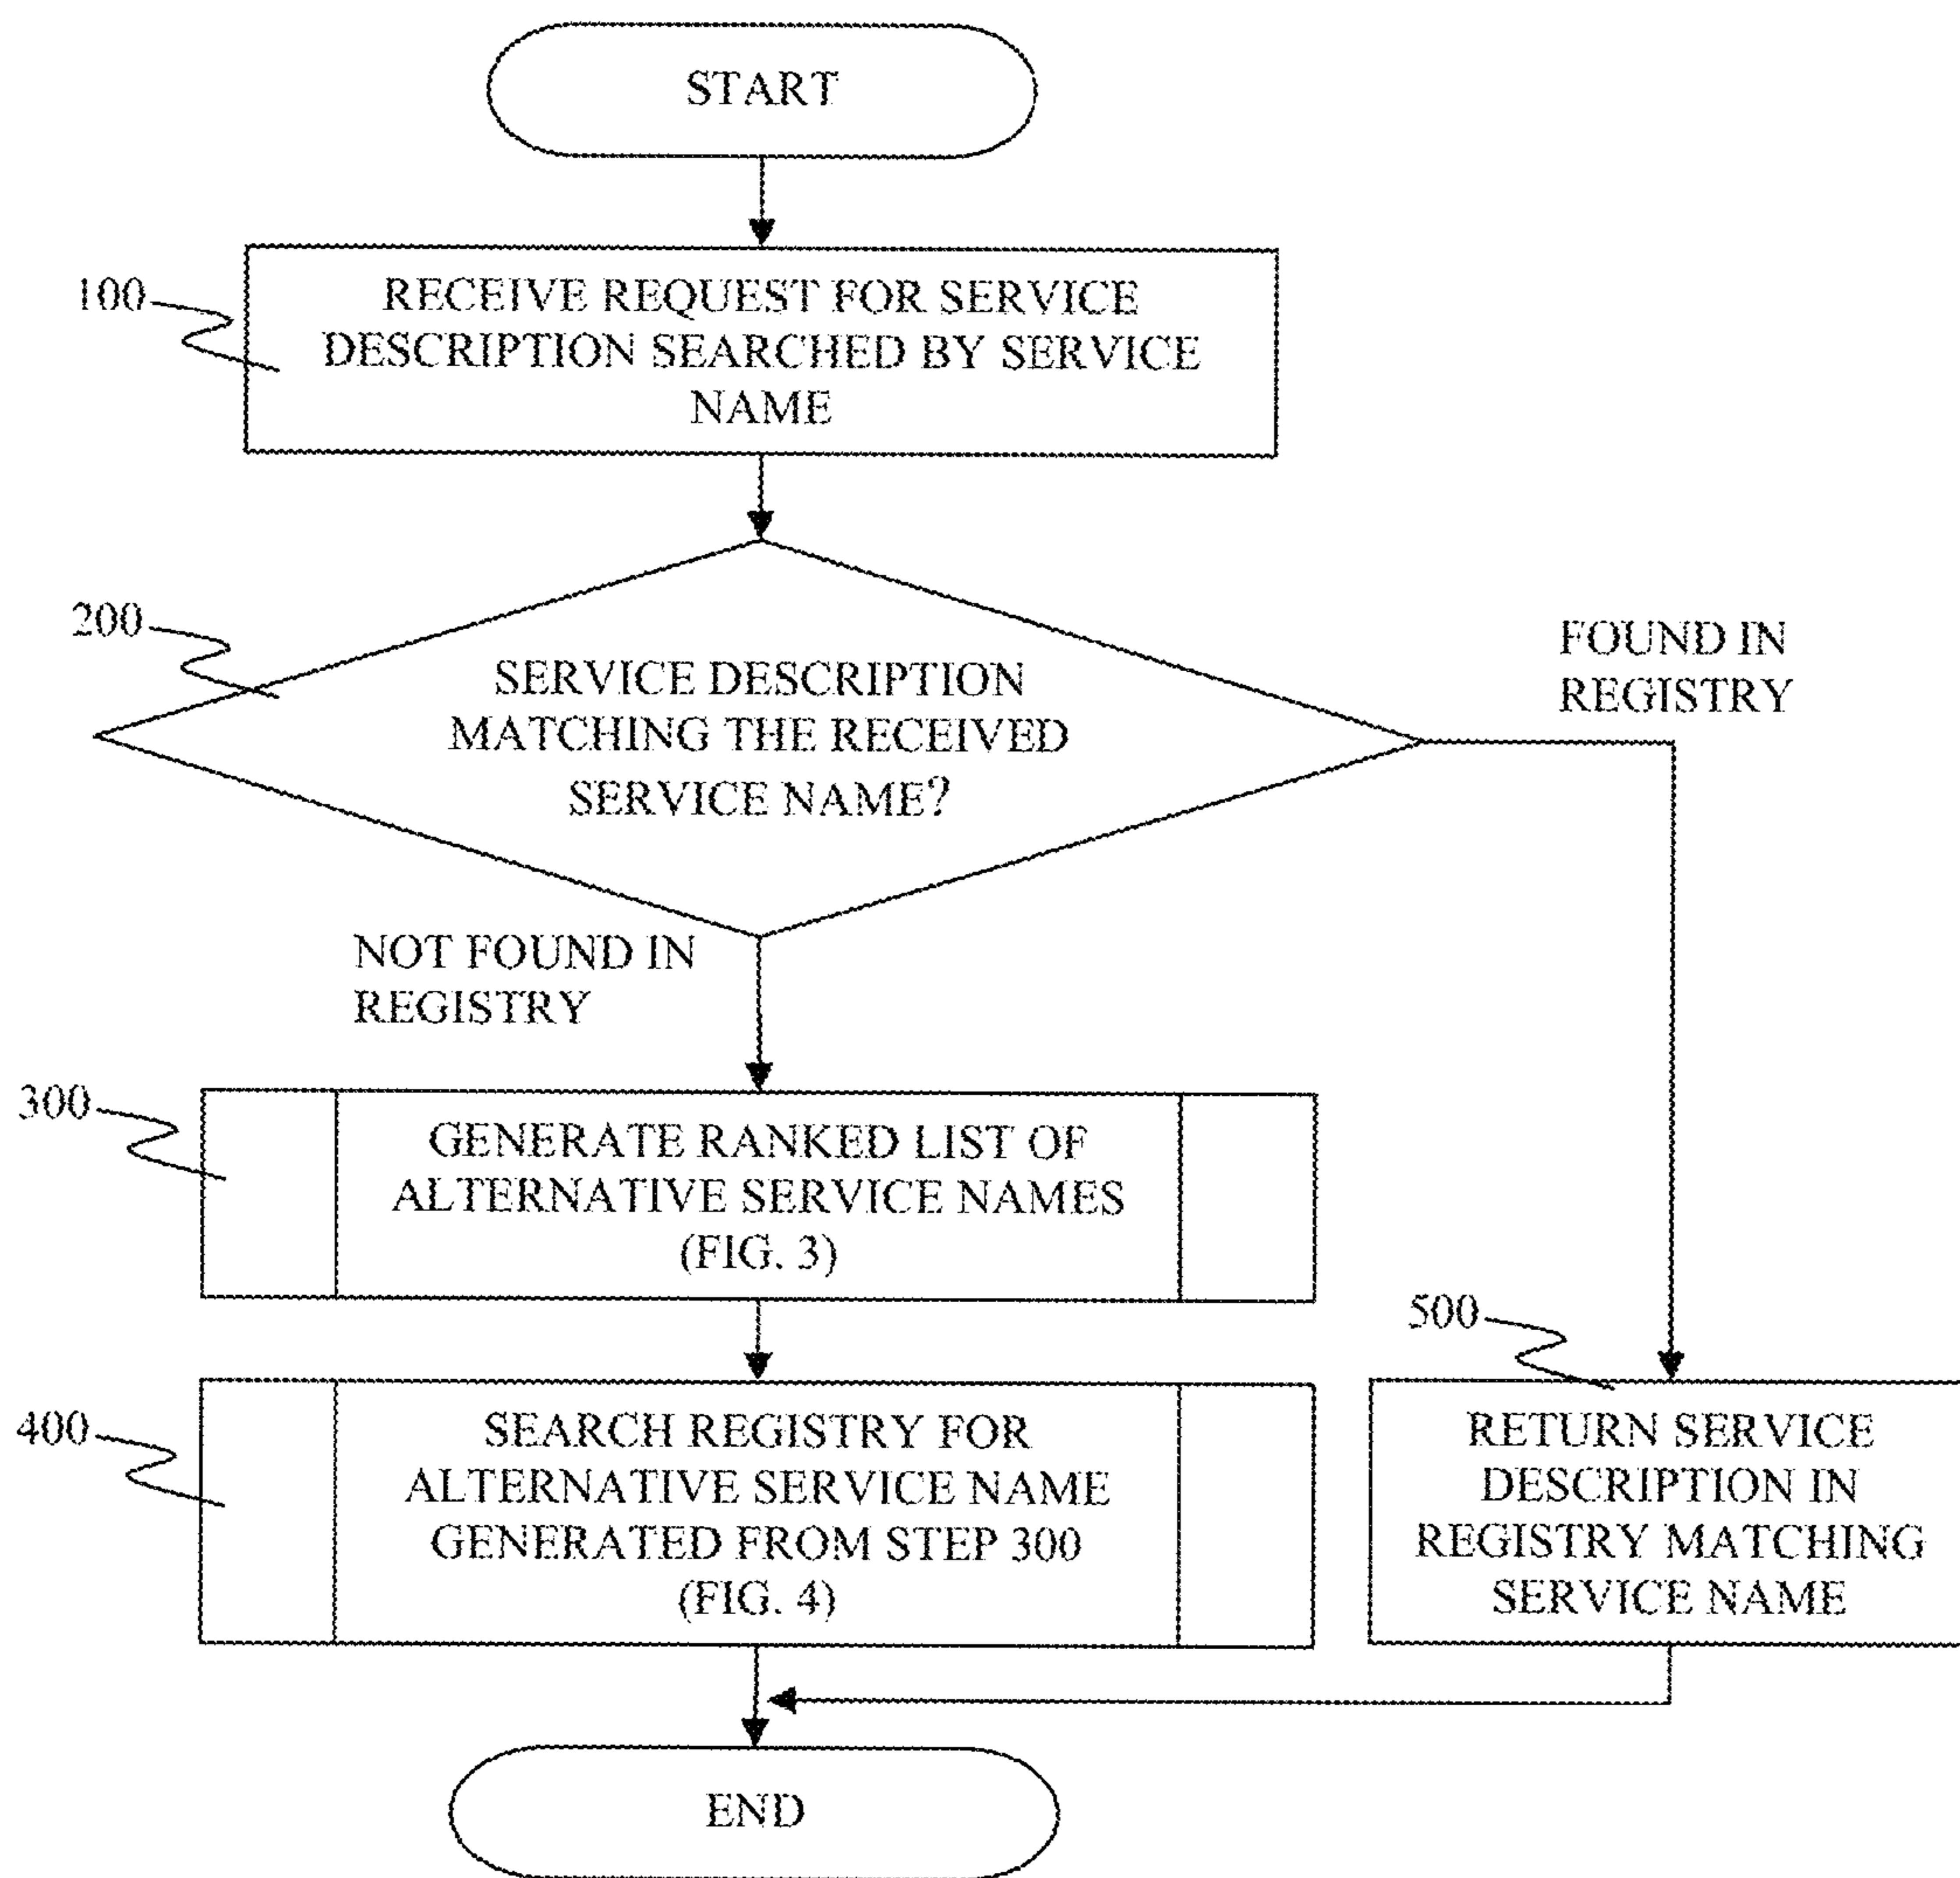 START
100
RECEIVE REQUEST FOR SERVICE
DESCRIPTION SEARCHED BY SERVICE
NAME
200
SERVICE DESCRIPTION
MATCHING THE RECEIVED
SERVICE NAME?
FOUND IN
REGISTRY
NOT FOUND IN
REGISTRY
300
GENERATE RANKED LIST OF
ALTERNATIVE SERVICE NAMES
(FIG. 3)
400
SEARCH REGISTRY FOR
ALTERNATIVE SERVICE NAME
GENERATED FROM STEP 300
(FIG. 4)
500
RETURN SERVICE
DESCRIPTION IN
REGISTRY MATCHING
SERVICE NAME
END